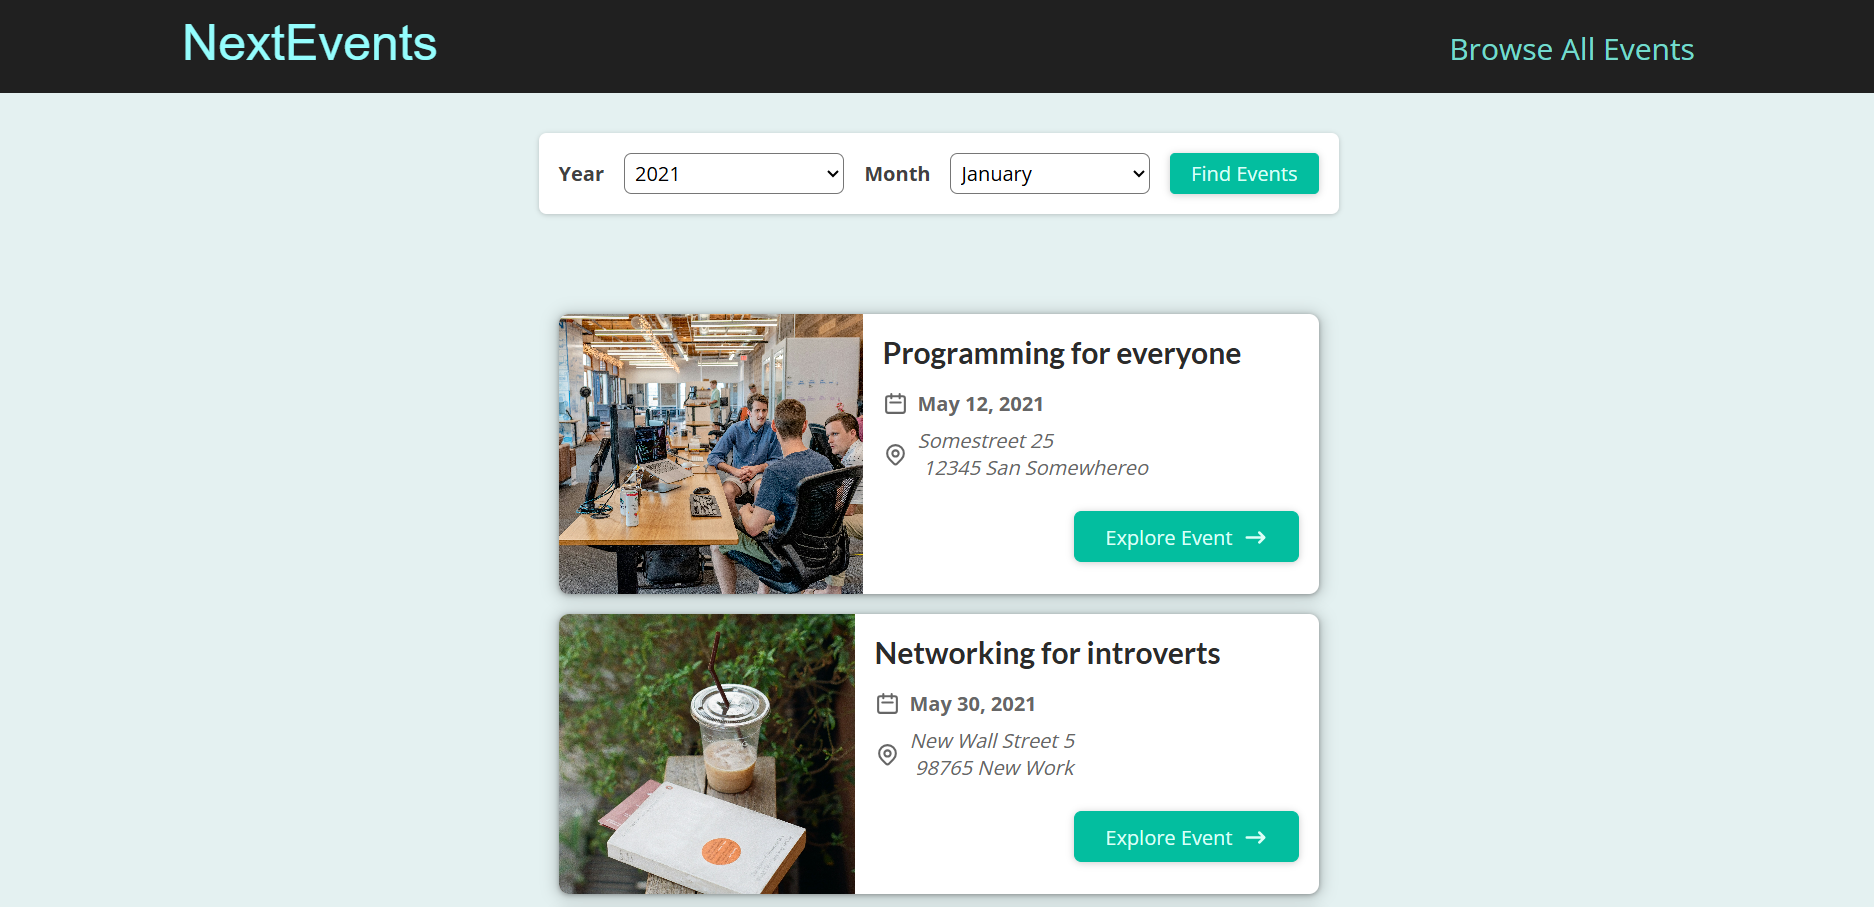 NextEvents
Browse All Events
Year 2021 Month January Find Events
Programming for everyone
May 12, 2021
Somestreet 25
12345 San Somewhereo
Explore Event →
Networking for introverts
May 30, 2021
New Wall Street 5
98765 New Work
Explore Event →